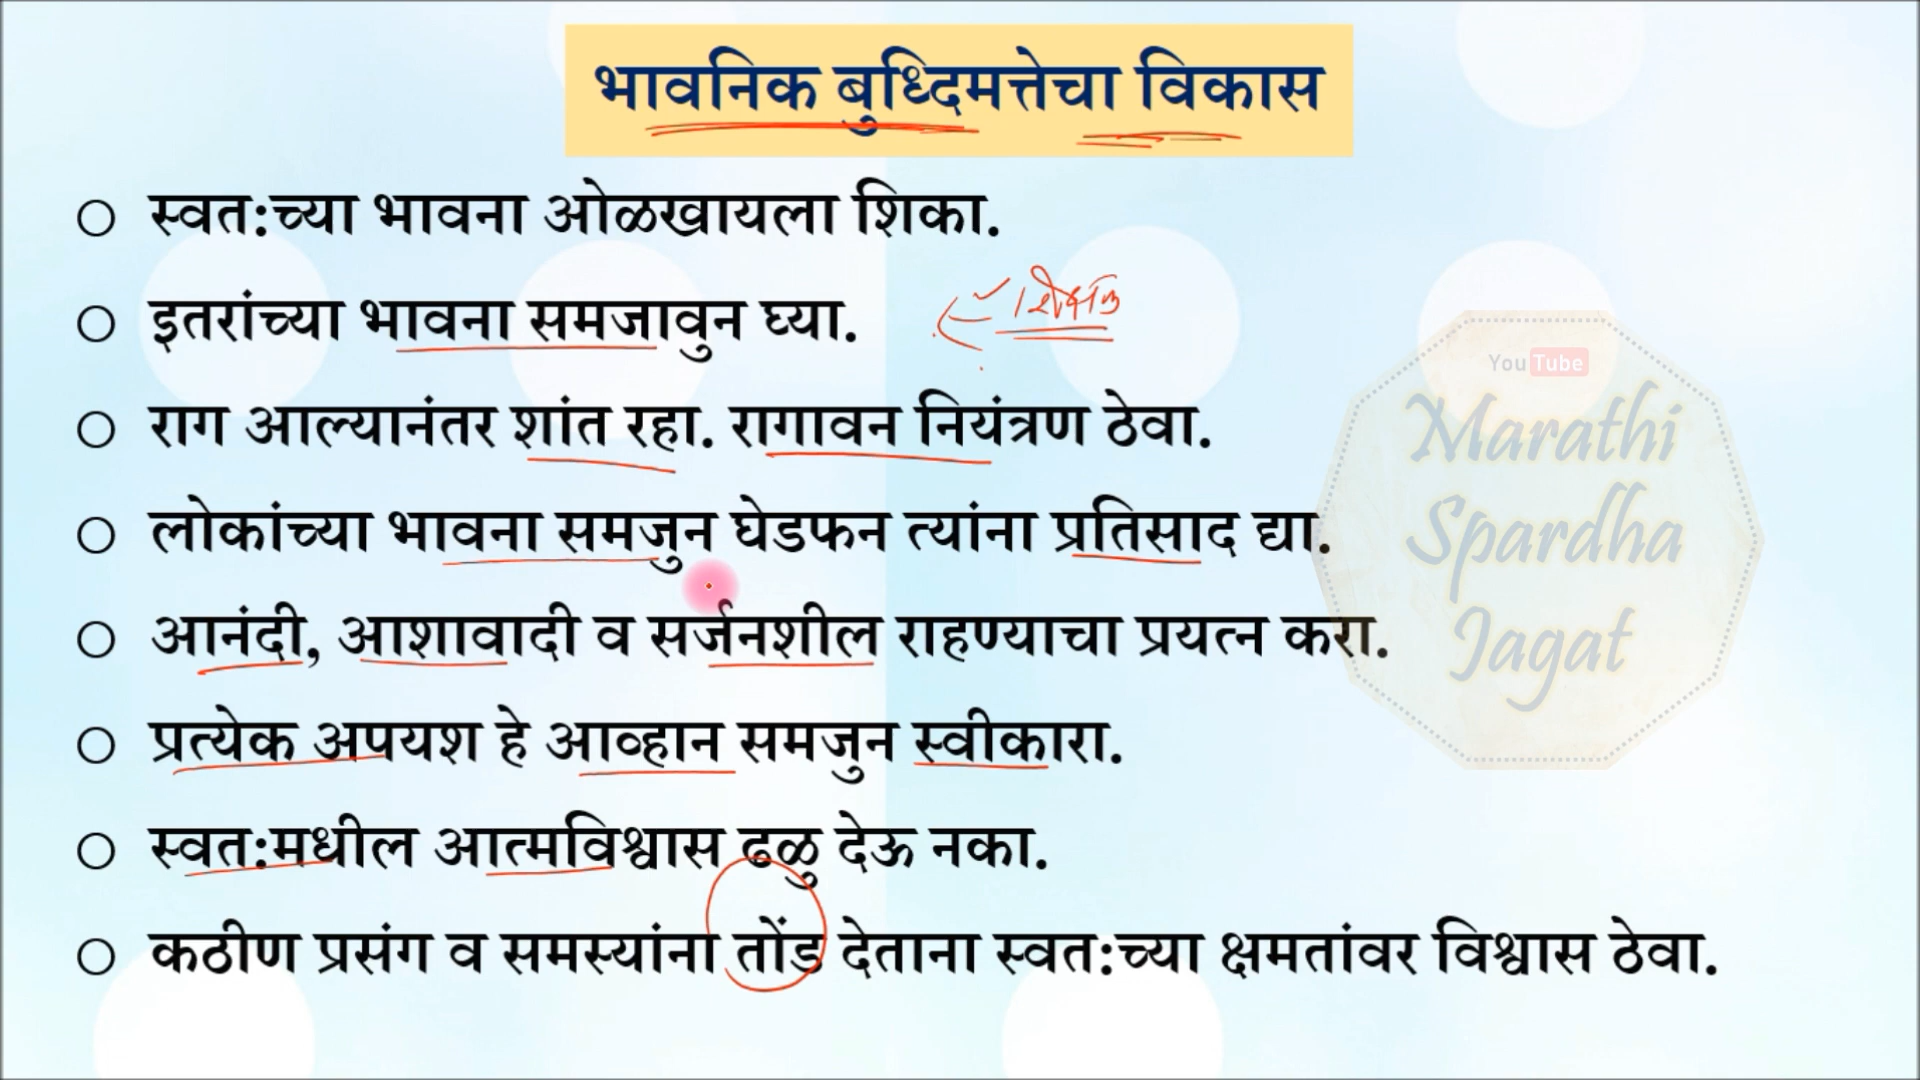 भावनिक बुध्दिमत्तेचा विकास
स्वत:च्या भावना ओळखायला शिका.
इतरांच्या भावना समजावुन घ्या.
शिक्षक
राग आल्यानंतर शांत रहा. रागावन नियंत्रण ठेवा.
लोकांच्या भावना समजुन घेडफन त्यांना प्रतिसाद द्या.
आनंदी, आशावादी व सर्जनशील राहण्याचा प्रयत्न करा.
प्रत्येक अपयश हे आव्हान समजुन स्वीकारा.
स्वत:मधील आत्मविश्वास ढळु देऊ नका.
कठीण प्रसंग व समस्यांना तोंड देताना स्वत:च्या क्षमतांवर विश्वास ठेवा.
YouTube
Marathi
Spardha
Jagat